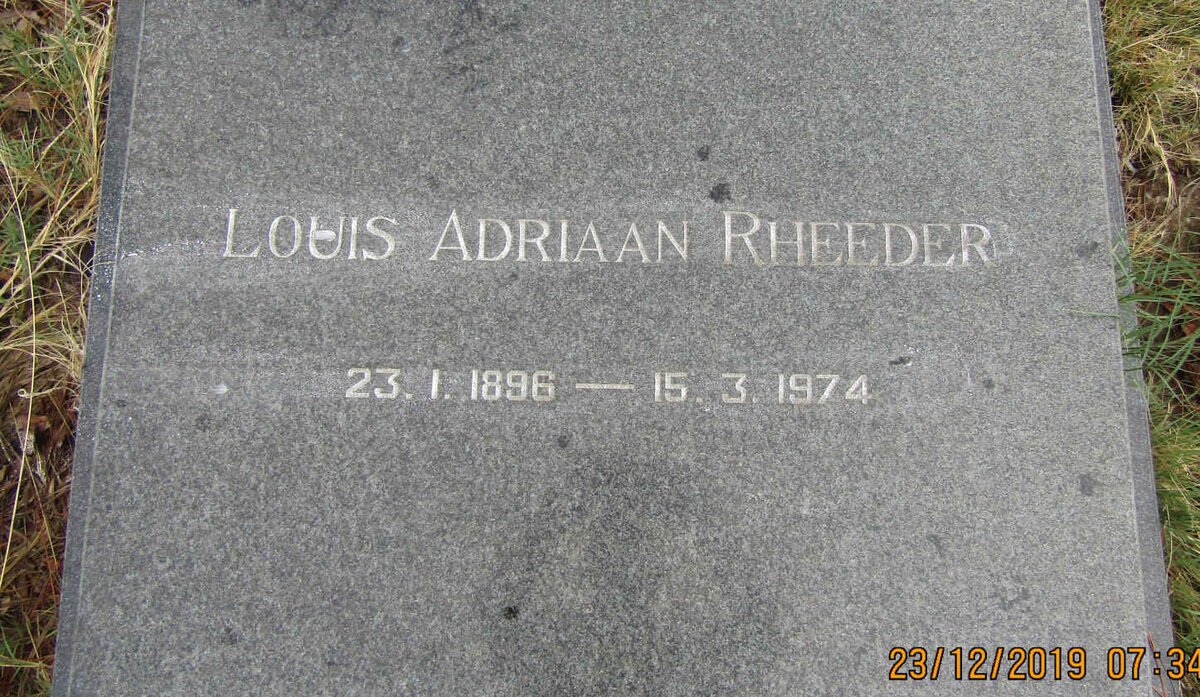 LOUIS ADRIAAN RHEEDER
23. 1. 1896 — 15. 3. 1974
23/12/2019 07:34